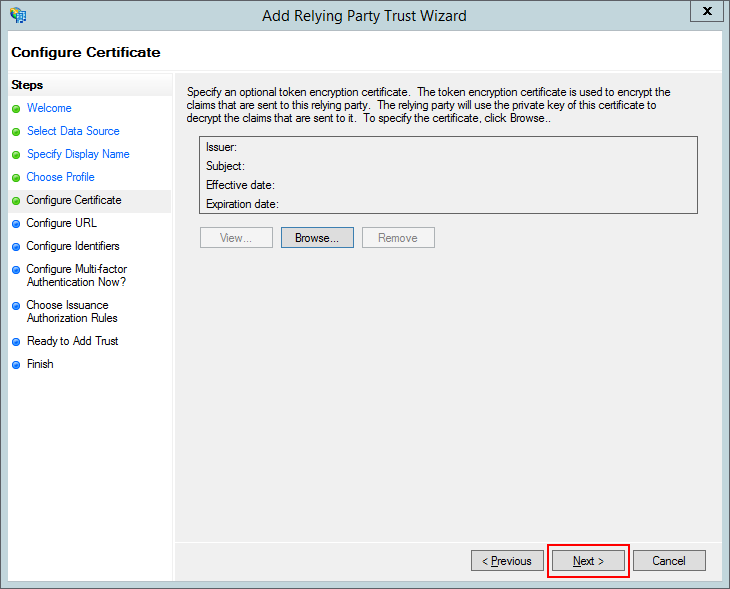 Add Relying Party Trust Wizard
X
Configure Certificate
Steps
Welcome
Select Data Source
Specify Display Name
Choose Profile
Configure Certificate
Configure URL
Configure Identifiers
Configure Multi-factor
Authentication Now?
Choose Issuance
Authorization Rules
Ready to Add Trust
Finish
Specify an optional token encryption certificate.  The token encryption certificate is used to encrypt the
claims that are sent to this relying party.  The relying party will use the private key of this certificate to
decrypt the claims that are sent to it.  To specify the certificate, click Browse..
Issuer:
Subject:
Effective date:
Expiration date:
View... Browse... Remove
< Previous Next > Cancel